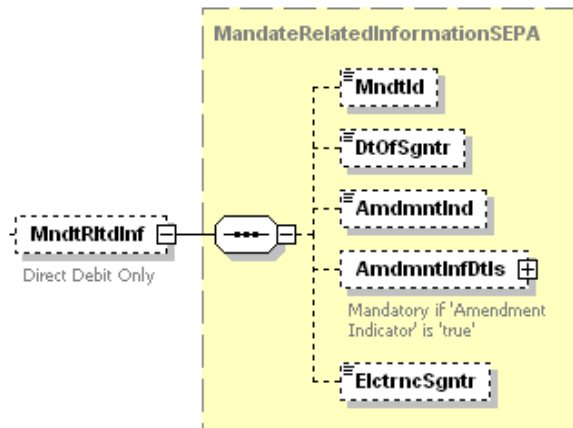 MandateRelatedInformationSEPA
MndtId
DtOfSgntr
AmdmntInd
MndtRltdInf
Direct Debit Only
AmdmntInfDtls
Mandatory if 'Amendment
Indicator' is 'true'
ElctrncSgntr